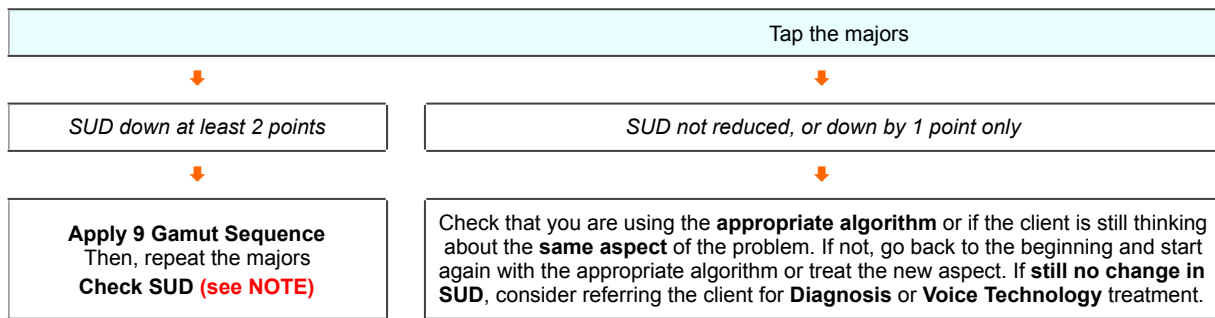 Tap the majors
SUD down at least 2 points
SUD not reduced, or down by 1 point only
Apply 9 Gamut Sequence
Then, repeat the majors
Check SUD (see NOTE)
Check that you are using the appropriate algorithm or if the client is still thinking
about the same aspect of the problem. If not, go back to the beginning and start
again with the appropriate algorithm or treat the new aspect. If still no change in
SUD, consider referring the client for Diagnosis or Voice Technology treatment.